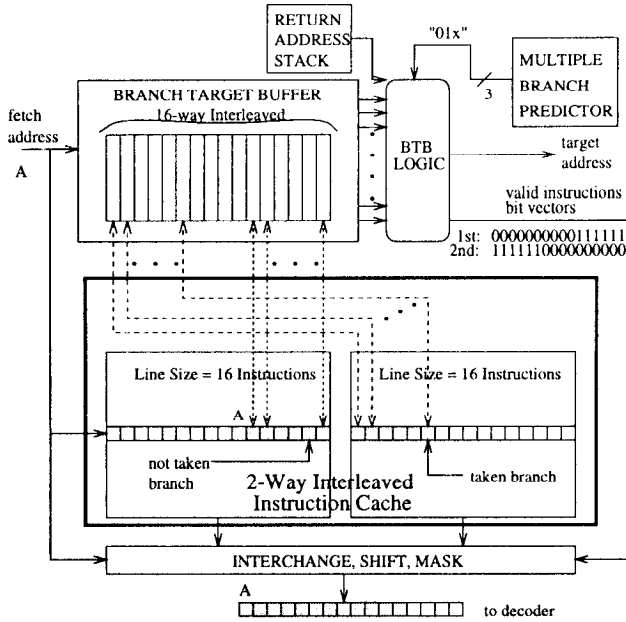 RETURN
ADDRESS
STACK
"01x"
3
MULTIPLE
BRANCH
PREDICTOR
BRANCH TARGET BUFFER
16-way Interleaved
fetch
address
A
BTB
LOGIC
target
address
valid instructions
bit vectors
1st: 0000000000111111
2nd: 1111110000000000
Line Size = 16 Instructions
Line Size = 16 Instructions
A
not taken
branch
taken branch
2-Way Interleaved
Instruction Cache
INTERCHANGE, SHIFT, MASK
A
to decoder